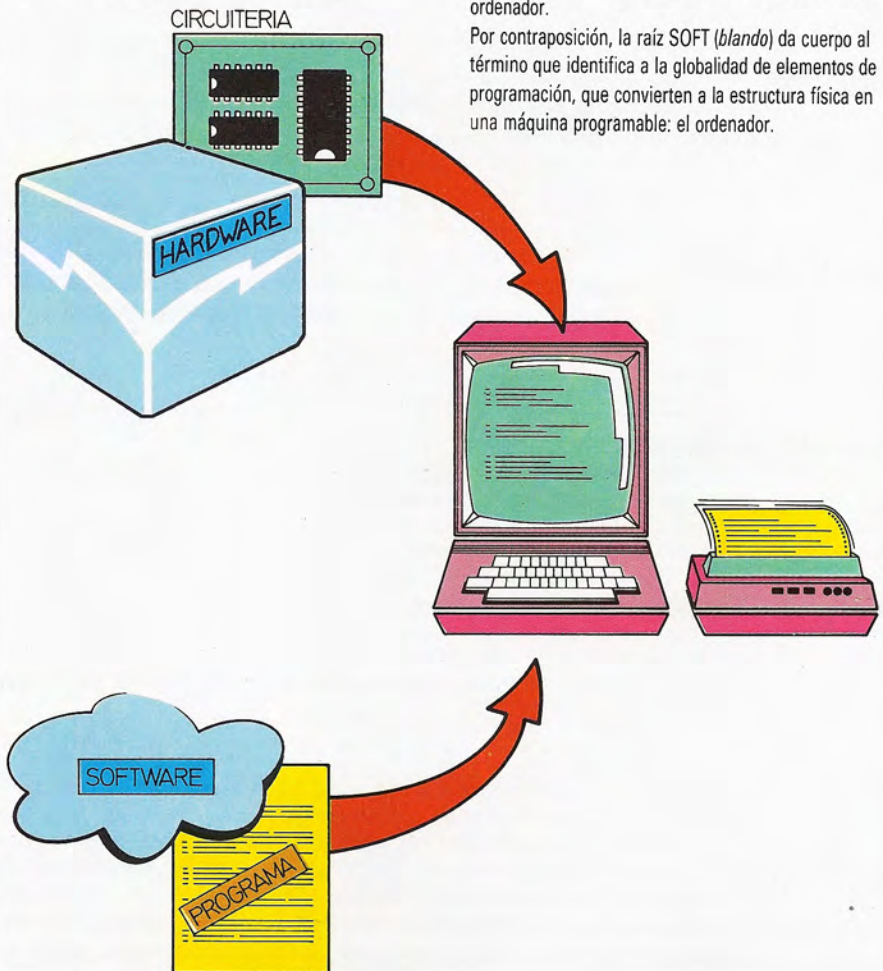 ordenador.
Por contraposición, la raíz SOFT (blando) da cuerpo al
término que identifica a la globalidad de elementos de
programación, que convierten a la estructura física en
una máquina programable: el ordenador.
CIRCUITERIA
HARDWARE
SOFTWARE
PROGRAMA